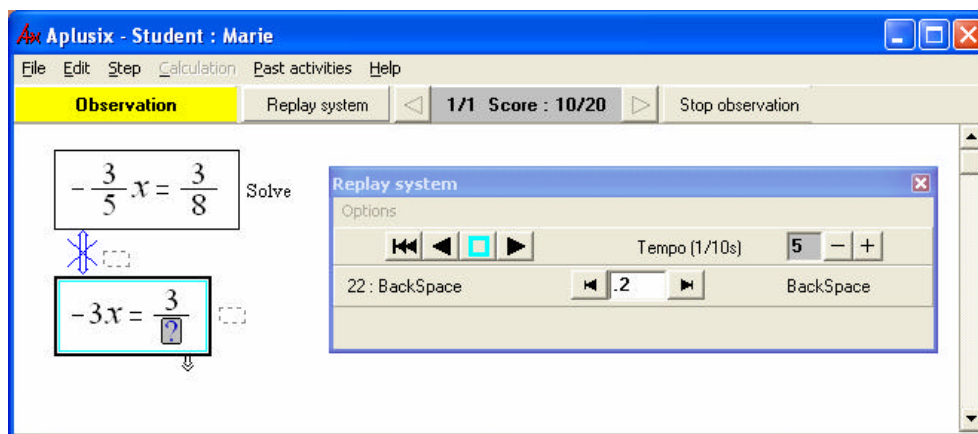 Aplusix - Student : Marie
File Edit Step Calculation Past activities Help
Observation Replay system 1/1 Score : 10/20 Stop observation
-3/5 x = 3/8 Solve
-3x = 3/?
Replay system
Options
Tempo (1/10s) 5 - +
22 : BackSpace .2 BackSpace